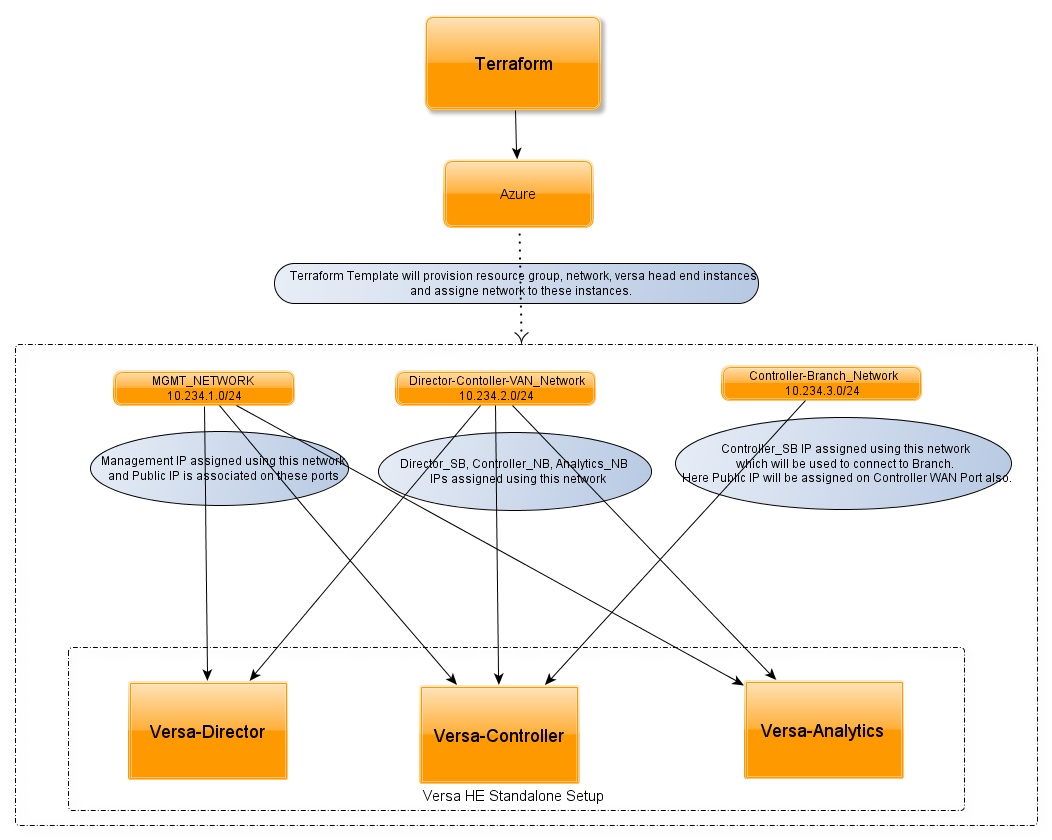 Terraform
Azure
Terraform Template will provision resource group, network, versa head end instances
and assigne network to these instances.
MGMT_NETWORK
10.234.1.0/24
Director-Contoller-VAN_Network
10.234.2.0/24
Controller-Branch_Network
10.234.3.0/24
Management IP assigned using this network
and Public IP is associated on these ports
Director_SB, Controller_NB, Analytics_NB
IPs assigned using this network
Controller_SB IP assigned using this network
which will be used to connect to Branch.
Here Public IP will be assigned on Controller WAN Port also.
Versa-Director
Versa-Controller
Versa-Analytics
Versa HE Standalone Setup